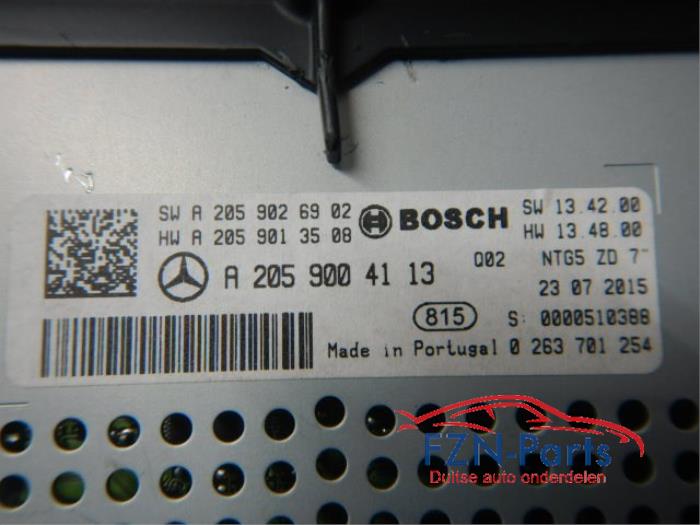 SW A 205 902 69 02
HW A 205 901 35 08
BOSCH
SW 13.42.00
HW 13.48.00
A 205 900 41 13
Q02 NTG5 ZD 7"
23 07 2015
815
S: 0000510388
Made in Portugal 0 263 701 254
FZN-Parts
Duitse auto onderdelen